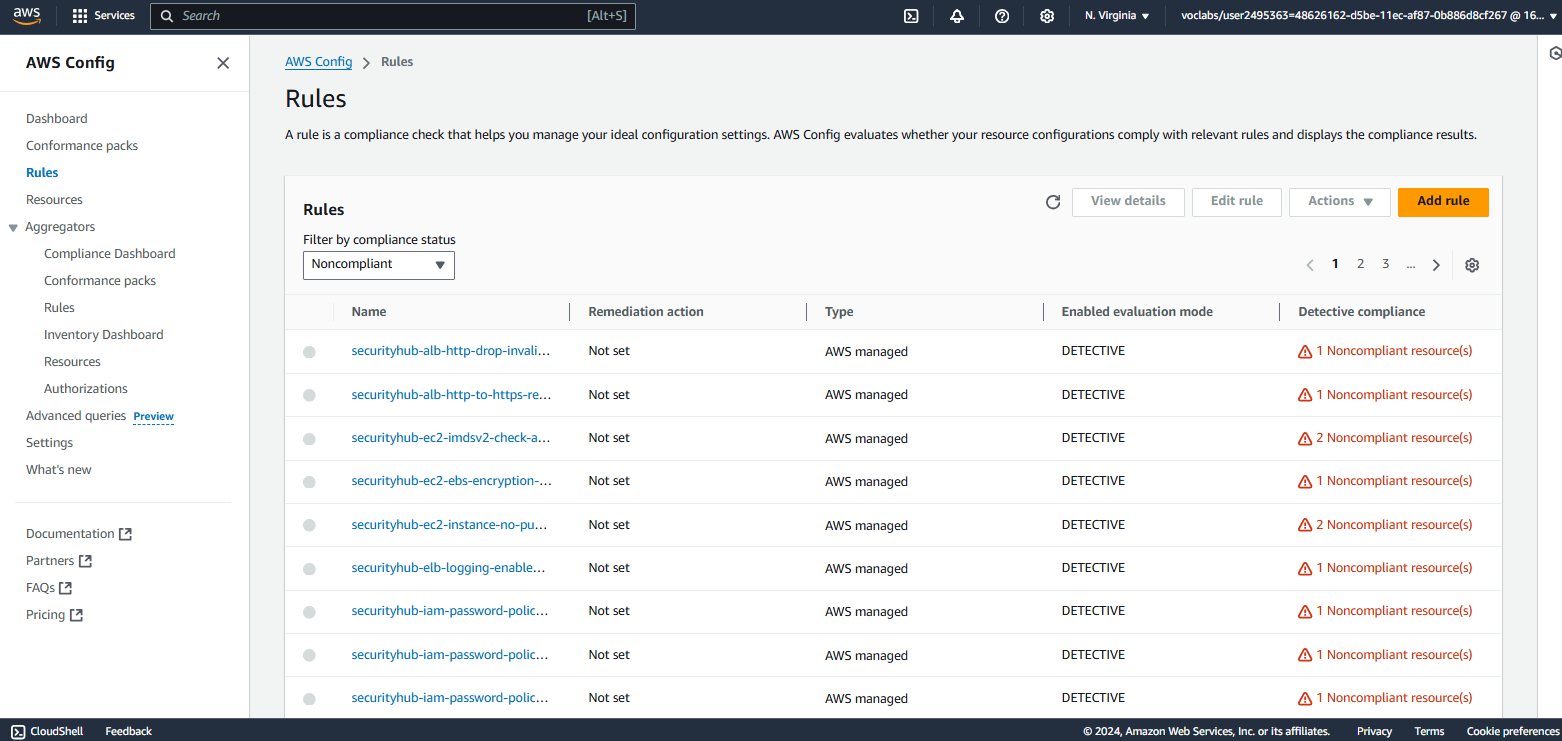 aws Services Search [Alt+S] N. Virginia voclabs/user2495363=48626162-d5be-11ec-af87-0b886d8cf267 @ 16...
AWS Config
Dashboard
Conformance packs
Rules
Resources
Aggregators
Compliance Dashboard
Conformance packs
Rules
Inventory Dashboard
Resources
Authorizations
Advanced queries Preview
Settings
What's new
Documentation
Partners
FAQs
Pricing
AWS Config Rules
Rules
A rule is a compliance check that helps you manage your ideal configuration settings. AWS Config evaluates whether your resource configurations comply with relevant rules and displays the compliance results.
Rules
View details Edit rule Actions Add rule
Filter by compliance status
Noncompliant
1 2 3 ...
Name Remediation action Type Enabled evaluation mode Detective compliance
securityhub-alb-http-drop-invali... Not set AWS managed DETECTIVE 1 Noncompliant resource(s)
securityhub-alb-http-to-https-re... Not set AWS managed DETECTIVE 1 Noncompliant resource(s)
securityhub-ec2-imdsv2-check-a... Not set AWS managed DETECTIVE 2 Noncompliant resource(s)
securityhub-ec2-ebs-encryption-... Not set AWS managed DETECTIVE 1 Noncompliant resource(s)
securityhub-ec2-instance-no-pu... Not set AWS managed DETECTIVE 2 Noncompliant resource(s)
securityhub-elb-logging-enable... Not set AWS managed DETECTIVE 1 Noncompliant resource(s)
securityhub-iam-password-polic... Not set AWS managed DETECTIVE 1 Noncompliant resource(s)
securityhub-iam-password-polic... Not set AWS managed DETECTIVE 1 Noncompliant resource(s)
securityhub-iam-password-polic... Not set AWS managed DETECTIVE 1 Noncompliant resource(s)
CloudShell Feedback © 2024, Amazon Web Services, Inc. or its affiliates. Privacy Terms Cookie preferences